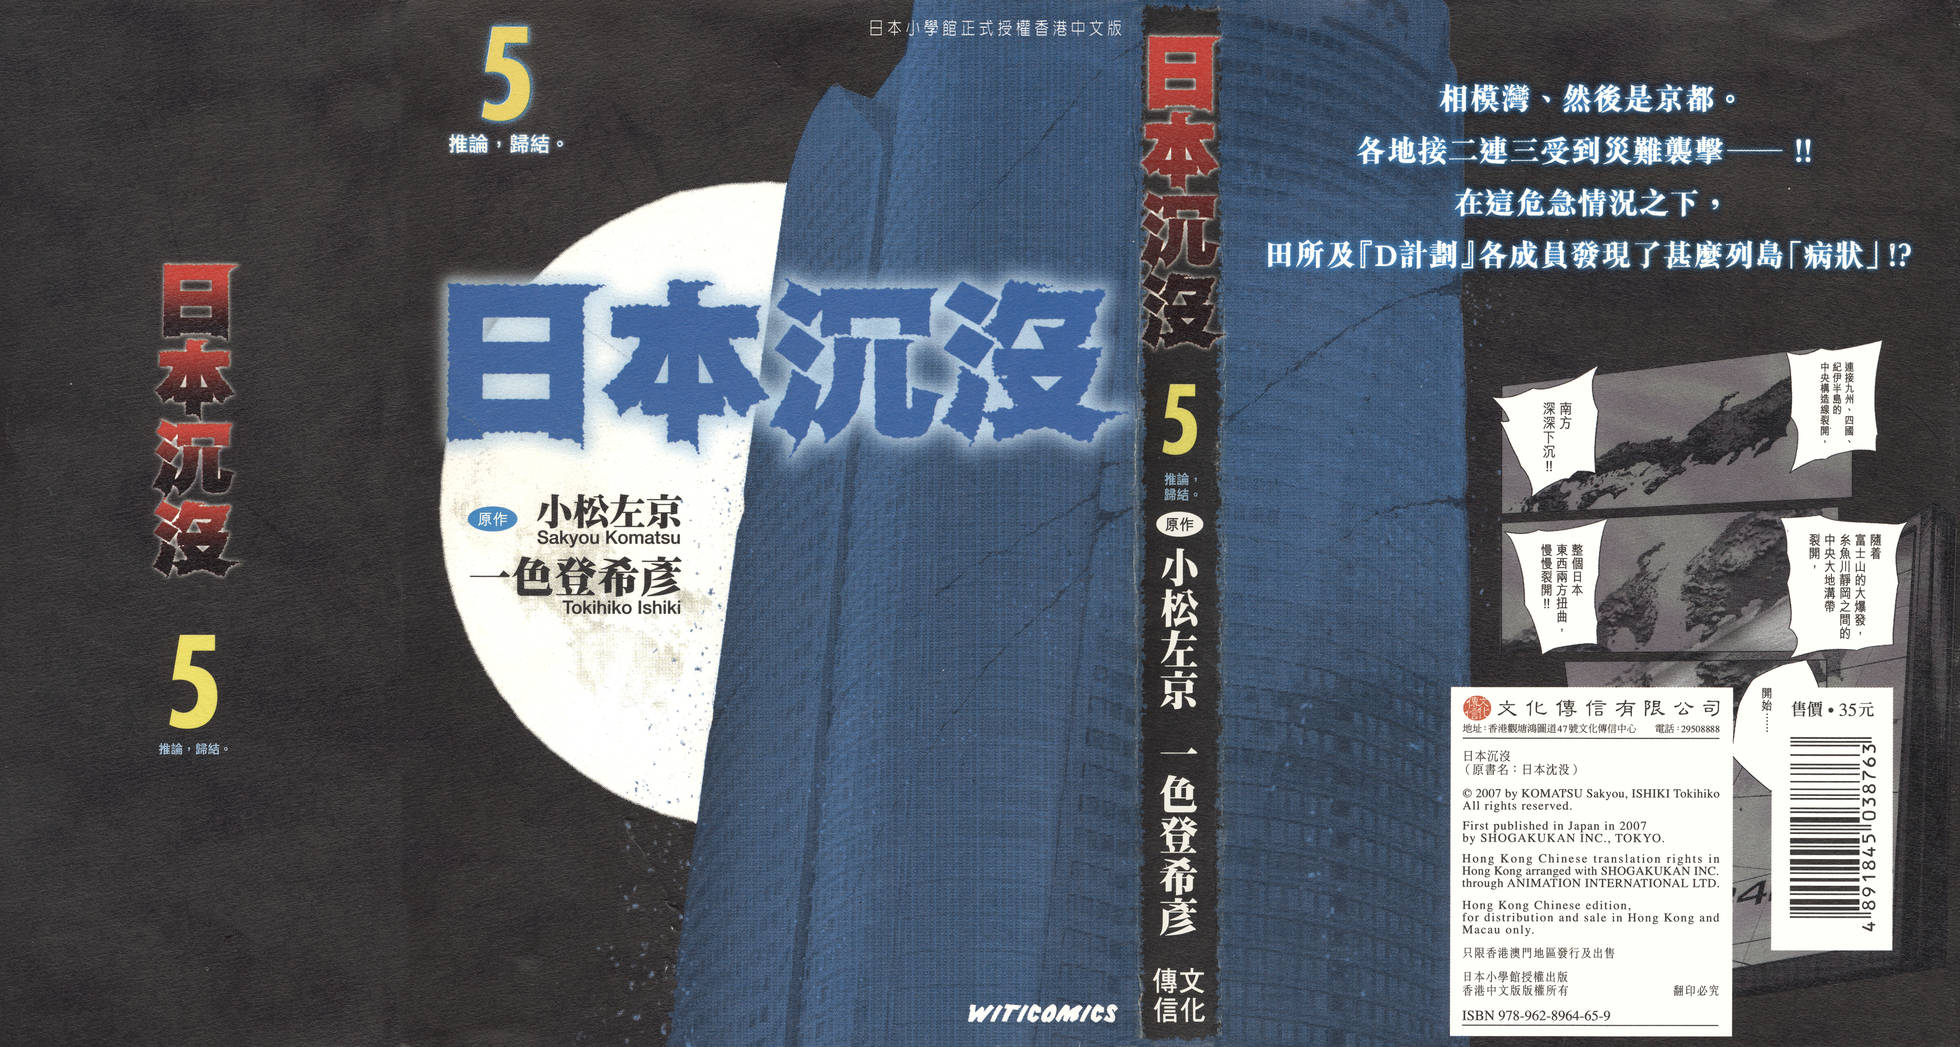 日本沉沒
5
推論，歸結。
5
推論，歸結。
日本小學館正式授權香港中文版
日本沉沒
原作 小松左京
Sakyou Komatsu
一色登希彥
Tokihiko Ishiki
WITICOMICS
日本沉沒
5
推論，
歸結。
原作
小松左京
一色登希彥
文化
傳信
相模灣、然後是京都。
各地接二連三受到災難襲擊——!!
在這危急情況之下，
田所及『D計劃』各成員發現了甚麼列島「病狀」!?
連接九州、四國、
紀伊半島的
中央構造線裂開，
南方
深深下沉!!
隨着
富士山的大爆發，
糸魚川靜岡之間的
中央大地溝帶
裂開，
整個日本
東西兩方扭曲，
慢慢裂開!!
開始……
文化傳信有限公司
地址：香港觀塘鴻圖道47號文化傳信中心 電話：29508888
日本沉沒
（原書名：日本沈没）
© 2007 by KOMATSU Sakyou, ISHIKI Tokihiko
All rights reserved.
First published in Japan in 2007
by SHOGAKUKAN INC., TOKYO.
Hong Kong Chinese translation rights in
Hong Kong arranged with SHOGAKUKAN INC.
through ANIMATION INTERNATIONAL LTD.
Hong Kong Chinese edition,
for distribution and sale in Hong Kong and
Macau only.
只限香港澳門地區發行及出售
日本小學館授權出版
香港中文版版權所有 翻印必究
ISBN 978-962-8964-65-9
售價・35元
4891845038763